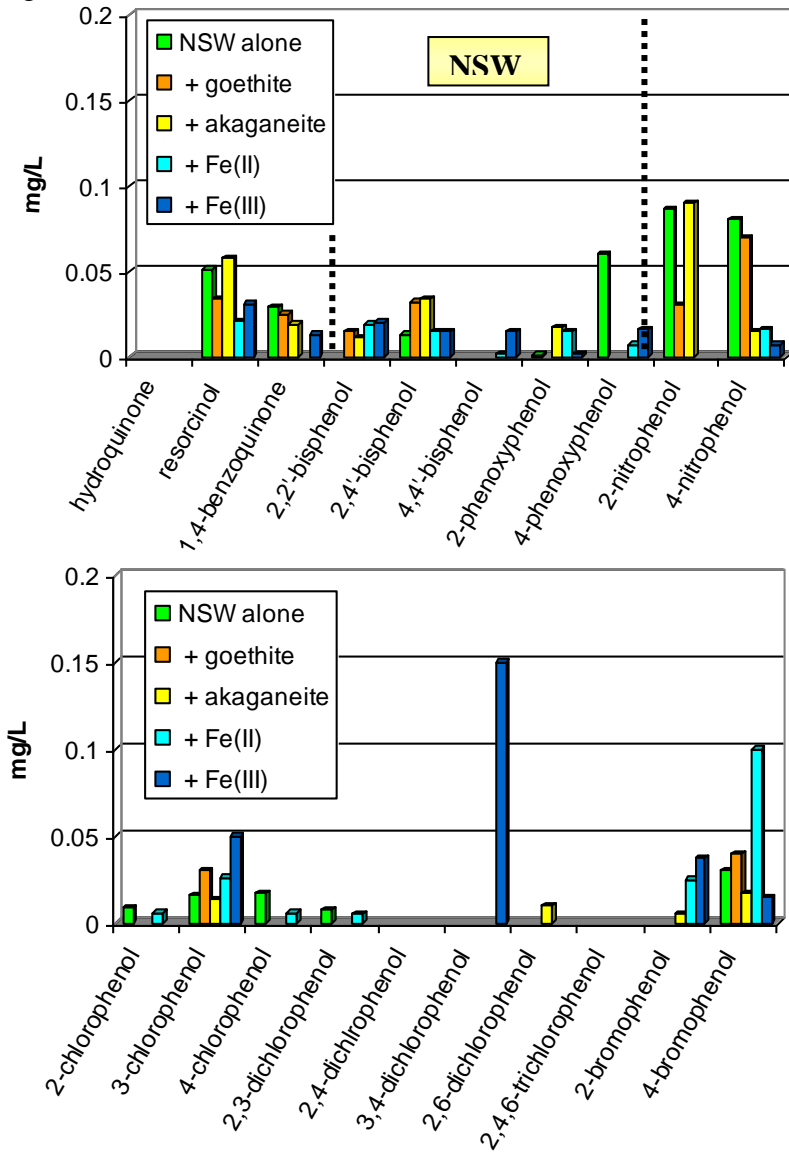 0.2
0.15
0.1
0.05
0
mg/L
NSW alone
+ goethite
+ akaganeite
+ Fe(II)
+ Fe(III)
NSW
hydroquinone
resorcinol
1,4-benzoquinone
2,2'-bisphenol
2,4'-bisphenol
4,4'-bisphenol
2-phenoxyphenol
4-phenoxyphenol
2-nitrophenol
4-nitrophenol
0.2
0.15
0.1
0.05
0
mg/L
NSW alone
+ goethite
+ akaganeite
+ Fe(II)
+ Fe(III)
2-chlorophenol
3-chlorophenol
4-chlorophenol
2,3-dichlorophenol
2,4-dichlrophenol
3,4-dichlorophenol
2,6-dichlorophenol
2,4,6-trichlorophenol
2-bromophenol
4-bromophenol